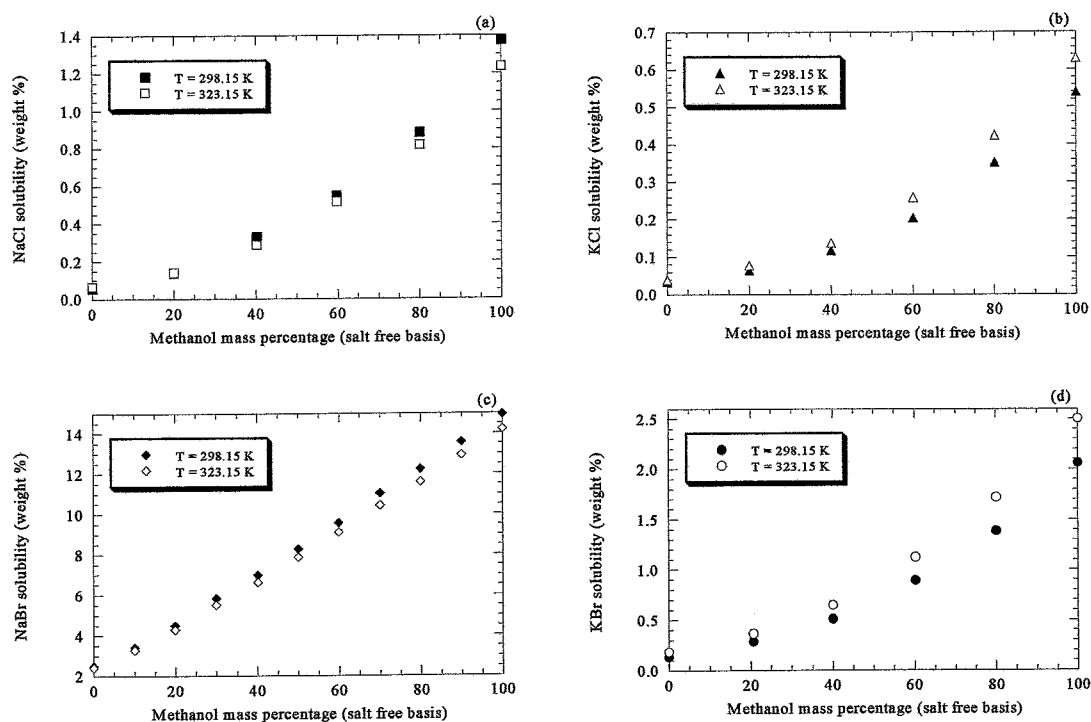 (a)
NaCl solubility (weight %)
1.4
1.2
1.0
0.8
0.6
0.4
0.2
0.0
T = 298.15 K
T = 323.15 K
0 20 40 60 80 100
Methanol mass percentage (salt free basis)
(b)
KCl solubility (weight %)
0.7
0.6
0.5
0.4
0.3
0.2
0.1
0.0
T = 298.15 K
T = 323.15 K
0 20 40 60 80 100
Methanol mass percentage (salt free basis)
(c)
NaBr solubility (weight %)
14
12
10
8
6
4
2
T = 298.15 K
T = 323.15 K
0 20 40 60 80 100
Methanol mass percentage (salt free basis)
(d)
KBr solubility (weight %)
2.5
2.0
1.5
1.0
0.5
0.0
T = 298.15 K
T = 323.15 K
0 20 40 60 80 100
Methanol mass percentage (salt free basis)